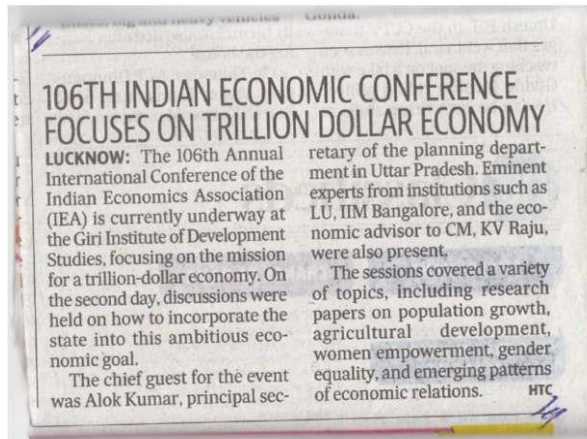 106TH INDIAN ECONOMIC CONFERENCE
FOCUSES ON TRILLION DOLLAR ECONOMY
LUCKNOW: The 106th Annual
International Conference of the
Indian Economics Association
(IEA) is currently underway at
the Giri Institute of Development
Studies, focusing on the mission
for a trillion-dollar economy. On
the second day, discussions were
held on how to incorporate the
state into this ambitious eco-
nomic goal.
The chief guest for the event
was Alok Kumar, principal sec-
retary of the planning depart-
ment in Uttar Pradesh. Eminent
experts from institutions such as
LU, IIM Bangalore, and the eco-
nomic advisor to CM, KV Raju,
were also present.
The sessions covered a variety
of topics, including research
papers on population growth,
agricultural development,
women empowerment, gender
equality, and emerging patterns
of economic relations. HTC